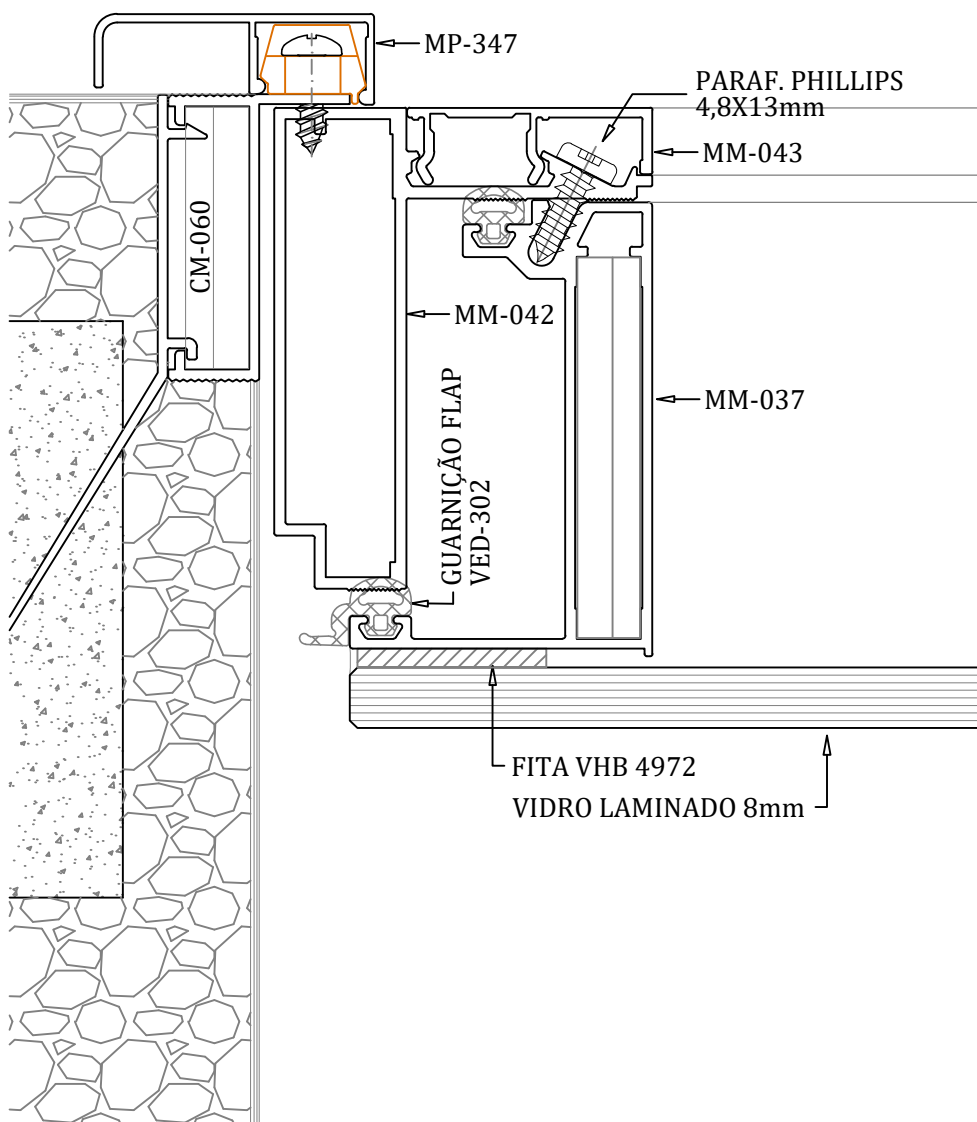 MP-347
PARAF. PHILLIPS
4,8X13mm
MM-043
CM-060
MM-042
MM-037
GUARNIÇÃO FLAP
VED-302
FITA VHB 4972
VIDRO LAMINADO 8mm